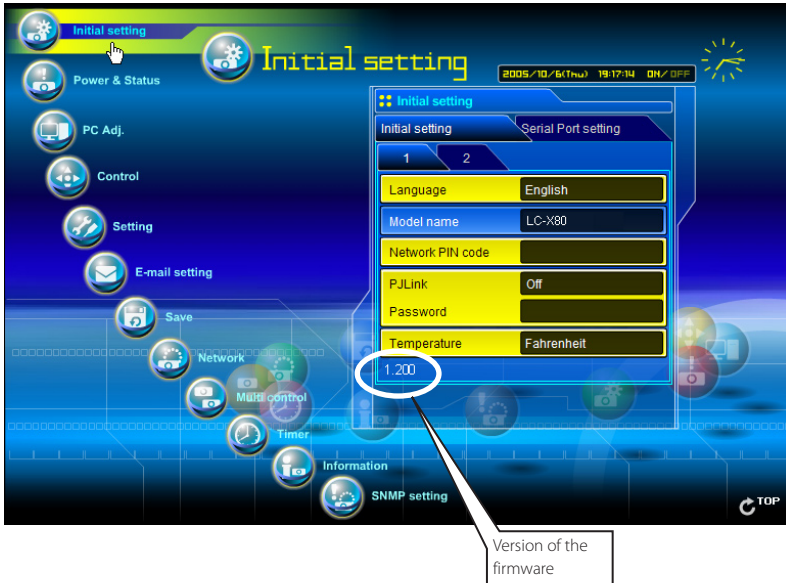 Initial setting
Power & Status
PC Adj.
Control
Setting
E-mail setting
Save
Network
Multi control
Timer
Information
SNMP setting
Initial setting
2005/10/6(Thu) 19:17:14 ON/OFF
Initial setting
Initial setting Serial Port setting
1 2
Language English
Model name LC-X80
Network PIN code
PJLink Off
Password
Temperature Fahrenheit
1.200
TOP
Version of the
firmware